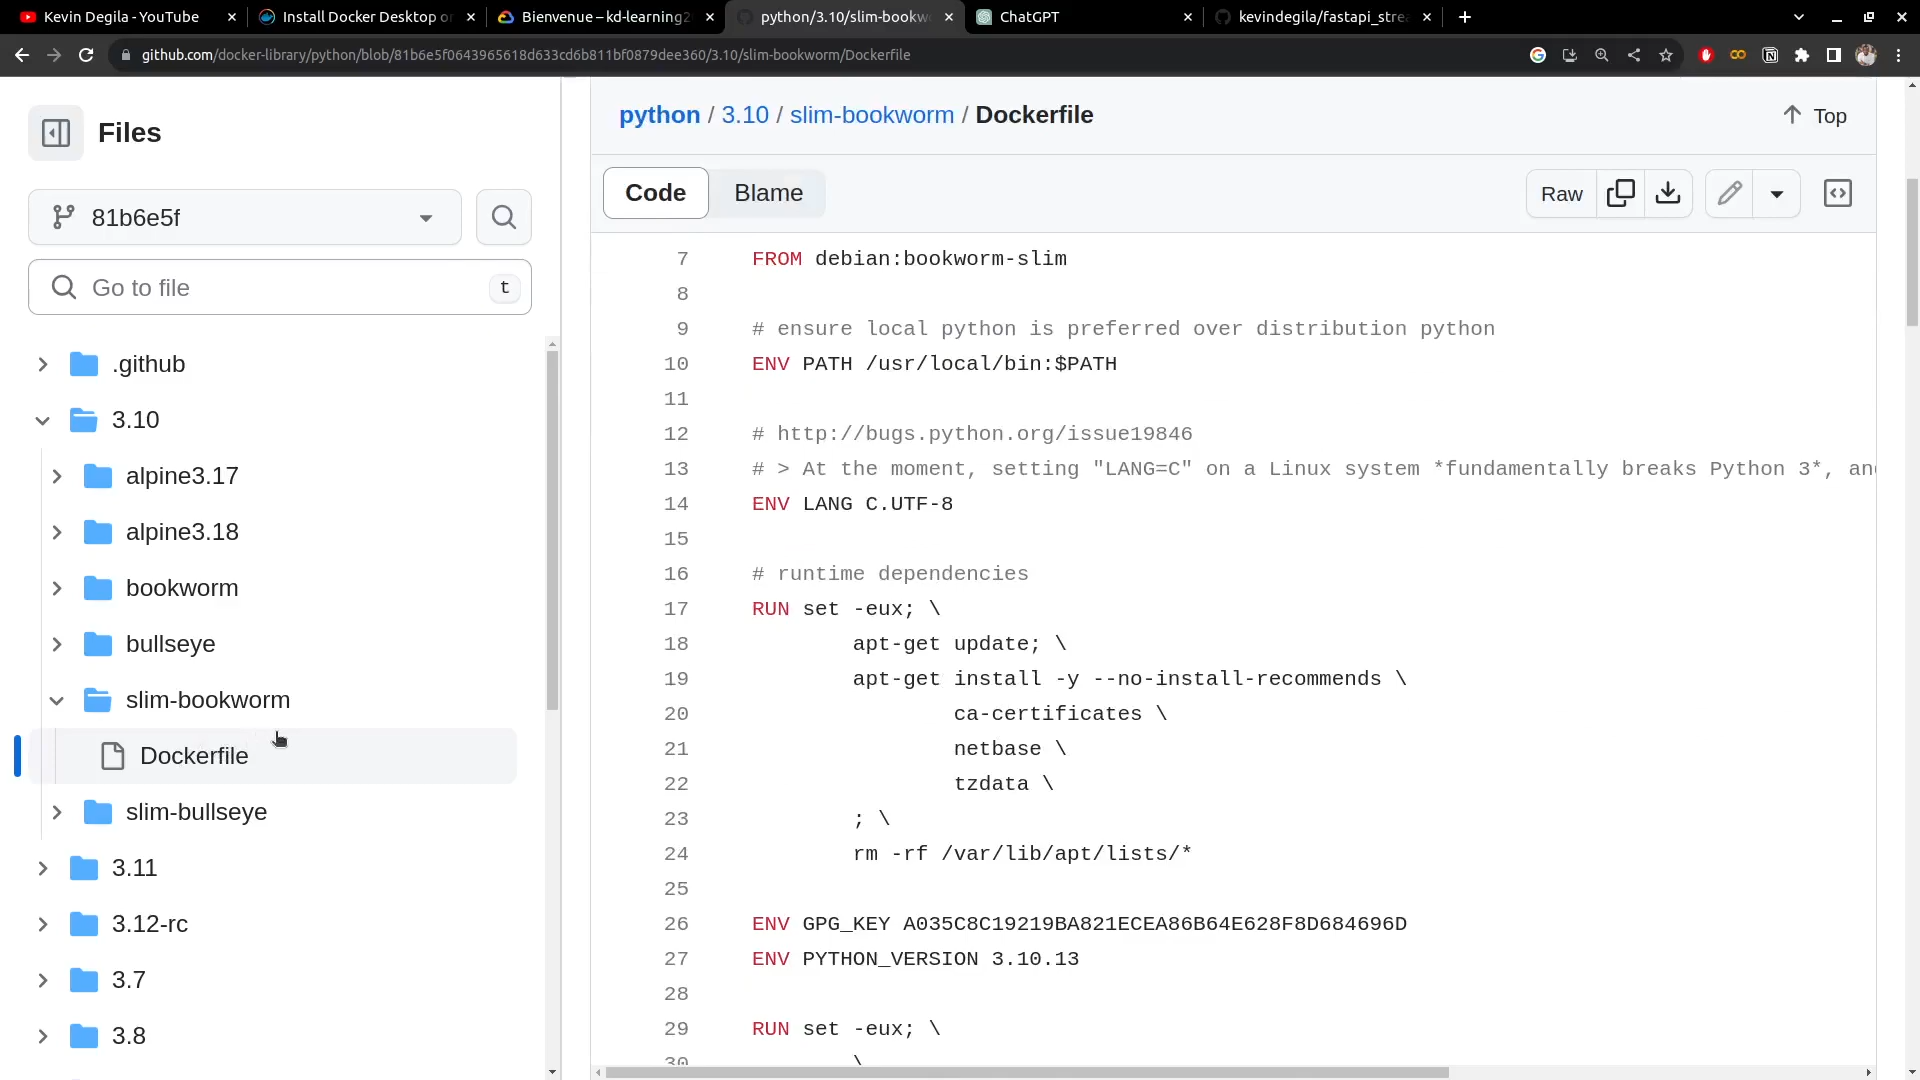 Kevin Degila - YouTube
Install Docker Desktop or
Bienvenue – kd-learning2
python/3.10/slim-bookwo
ChatGPT
kevindegila/fastapi_strea
github.com/docker-library/python/blob/81b6e5f0643965618d633cd6b811bf0879dee360/3.10/slim-bookworm/Dockerfile
Files
81b6e5f
Go to file
t
.github
3.10
alpine3.17
alpine3.18
bookworm
bullseye
slim-bookworm
Dockerfile
slim-bullseye
3.11
3.12-rc
3.7
3.8
python / 3.10 / slim-bookworm / Dockerfile
Top
Code
Blame
Raw
7 FROM debian:bookworm-slim
8
9 # ensure local python is preferred over distribution python
10 ENV PATH /usr/local/bin:$PATH
11
12 # http://bugs.python.org/issue19846
13 # > At the moment, setting "LANG=C" on a Linux system *fundamentally breaks Python 3*, an
14 ENV LANG C.UTF-8
15
16 # runtime dependencies
17 RUN set -eux; \
18 apt-get update; \
19 apt-get install -y --no-install-recommends \
20 ca-certificates \
21 netbase \
22 tzdata \
23 ; \
24 rm -rf /var/lib/apt/lists/*
25
26 ENV GPG_KEY A035C8C19219BA821ECEA86B64E628F8D684696D
27 ENV PYTHON_VERSION 3.10.13
28
29 RUN set -eux; \
30 \